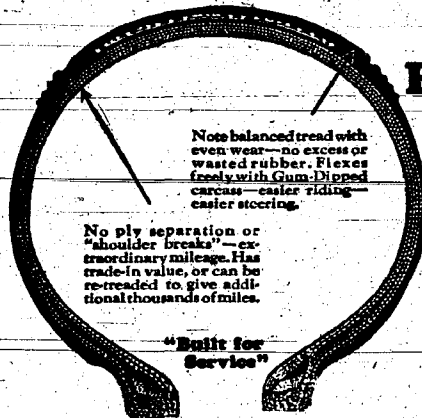 Note balanced tread with
even wear—no excess or
wasted rubber. Flexes
freely with Gum-Dipped
carcass—easier riding—
easier steering.
No ply separation or
"shoulder breaks"—ex-
traordinary mileage. Has
trade-in value, or can be
re-treaded to give addi-
tional thousands of miles.
"Built for
Service"